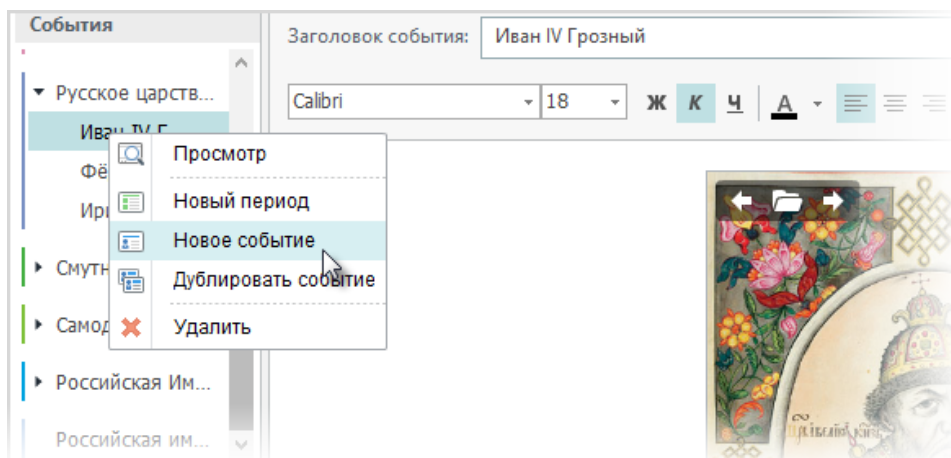 События
Заголовок события: Иван IV Грозный
Русское царств...
Calibri 18 Ж К Ч А
Иван IV Г
Просмотр
Фё
Новый период
Ири
Новое событие
Смутн
Дублировать событие
Самод
Удалить
Российская Им...
Российская им...